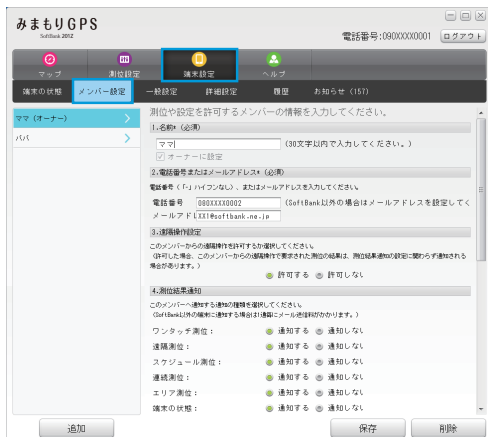 みまもりGPS
SoftBank 201Z
電話番号:090XXXX0001 ログアウト
マップ 測位設定 端末設定 ヘルプ
端末の状態 メンバー設定 一般設定 詳細設定 履歴 お知らせ (157)
ママ (オーナー)
パパ
測位や設定を許可するメンバーの情報を入力してください。
1.名前* (必須)
ママ (30文字以内で入力してください。)
オーナーに設定
2.電話番号またはメールアドレス* (必須)
電話番号 (「-」ハイフンなし) 、またはメールアドレスを入力してください。
電話番号 080XXXX0002 (SoftBank以外の場合はメールアドレスを設定してく
メールアドレ XX1@softbank.ne.jp
3.遠隔操作設定
このメンバーからの遠隔操作を許可するか選択してください。
(許可した場合、このメンバーからの遠隔操作で要求された測位の結果は、測位結果通知の設定に関わらず通知される
場合があります。)
許可する 許可しない
4.測位結果通知
このメンバーへ通知する通知の種類を選択してください。
(SoftBank以外の端末に通知する場合は1通毎にメール送信料がかかります。)
ワンタッチ測位： 通知する 通知しない
遠隔測位： 通知する 通知しない
スケジュール測位： 通知する 通知しない
連続測位： 通知する 通知しない
エリア測位： 通知する 通知しない
端末の状態： 通知する 通知しない
追加 保存 削除